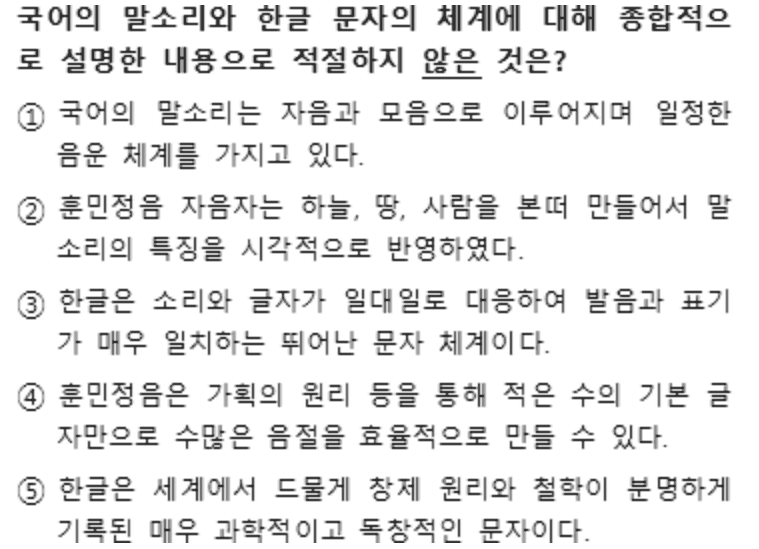 국어의 말소리와 한글 문자의 체계에 대해 종합적으
로 설명한 내용으로 적절하지 않은 것은?
① 국어의 말소리는 자음과 모음으로 이루어지며 일정한
음운 체계를 가지고 있다.
② 훈민정음 자음자는 하늘, 땅, 사람을 본떠 만들어서 말
소리의 특징을 시각적으로 반영하였다.
③ 한글은 소리와 글자가 일대일로 대응하여 발음과 표기
가 매우 일치하는 뛰어난 문자 체계이다.
④ 훈민정음은 가획의 원리 등을 통해 적은 수의 기본 글
자만으로 수많은 음절을 효율적으로 만들 수 있다.
⑤ 한글은 세계에서 드물게 창제 원리와 철학이 분명하게
기록된 매우 과학적이고 독창적인 문자이다.